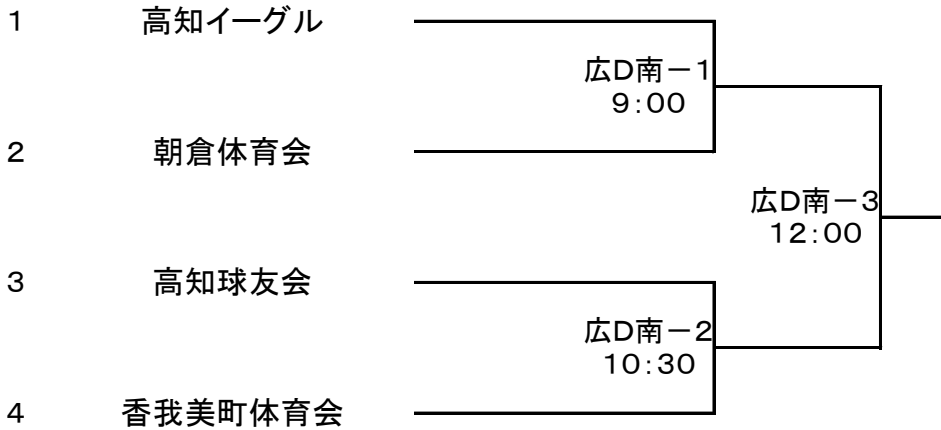 1 高知イーグル
広D南－1
9:00
2 朝倉体育会
広D南－3
12:00
3 高知球友会
広D南－2
10:30
4 香我美町体育会